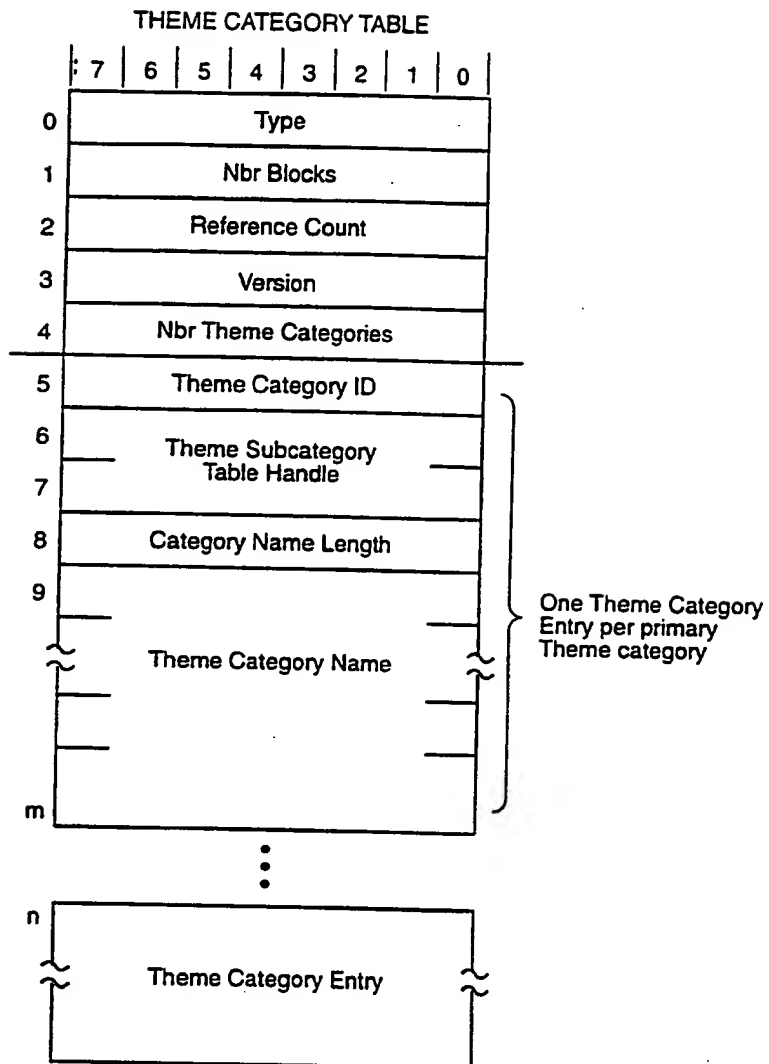 THEME CATEGORY TABLE
7 6 5 4 3 2 1 0
0 Type
1 Nbr Blocks
2 Reference Count
3 Version
4 Nbr Theme Categories
5 Theme Category ID
6 Theme Subcategory
7 Table Handle
8 Category Name Length
9
One Theme Category
Entry per primary
Theme category
Theme Category Name
m
n
Theme Category Entry